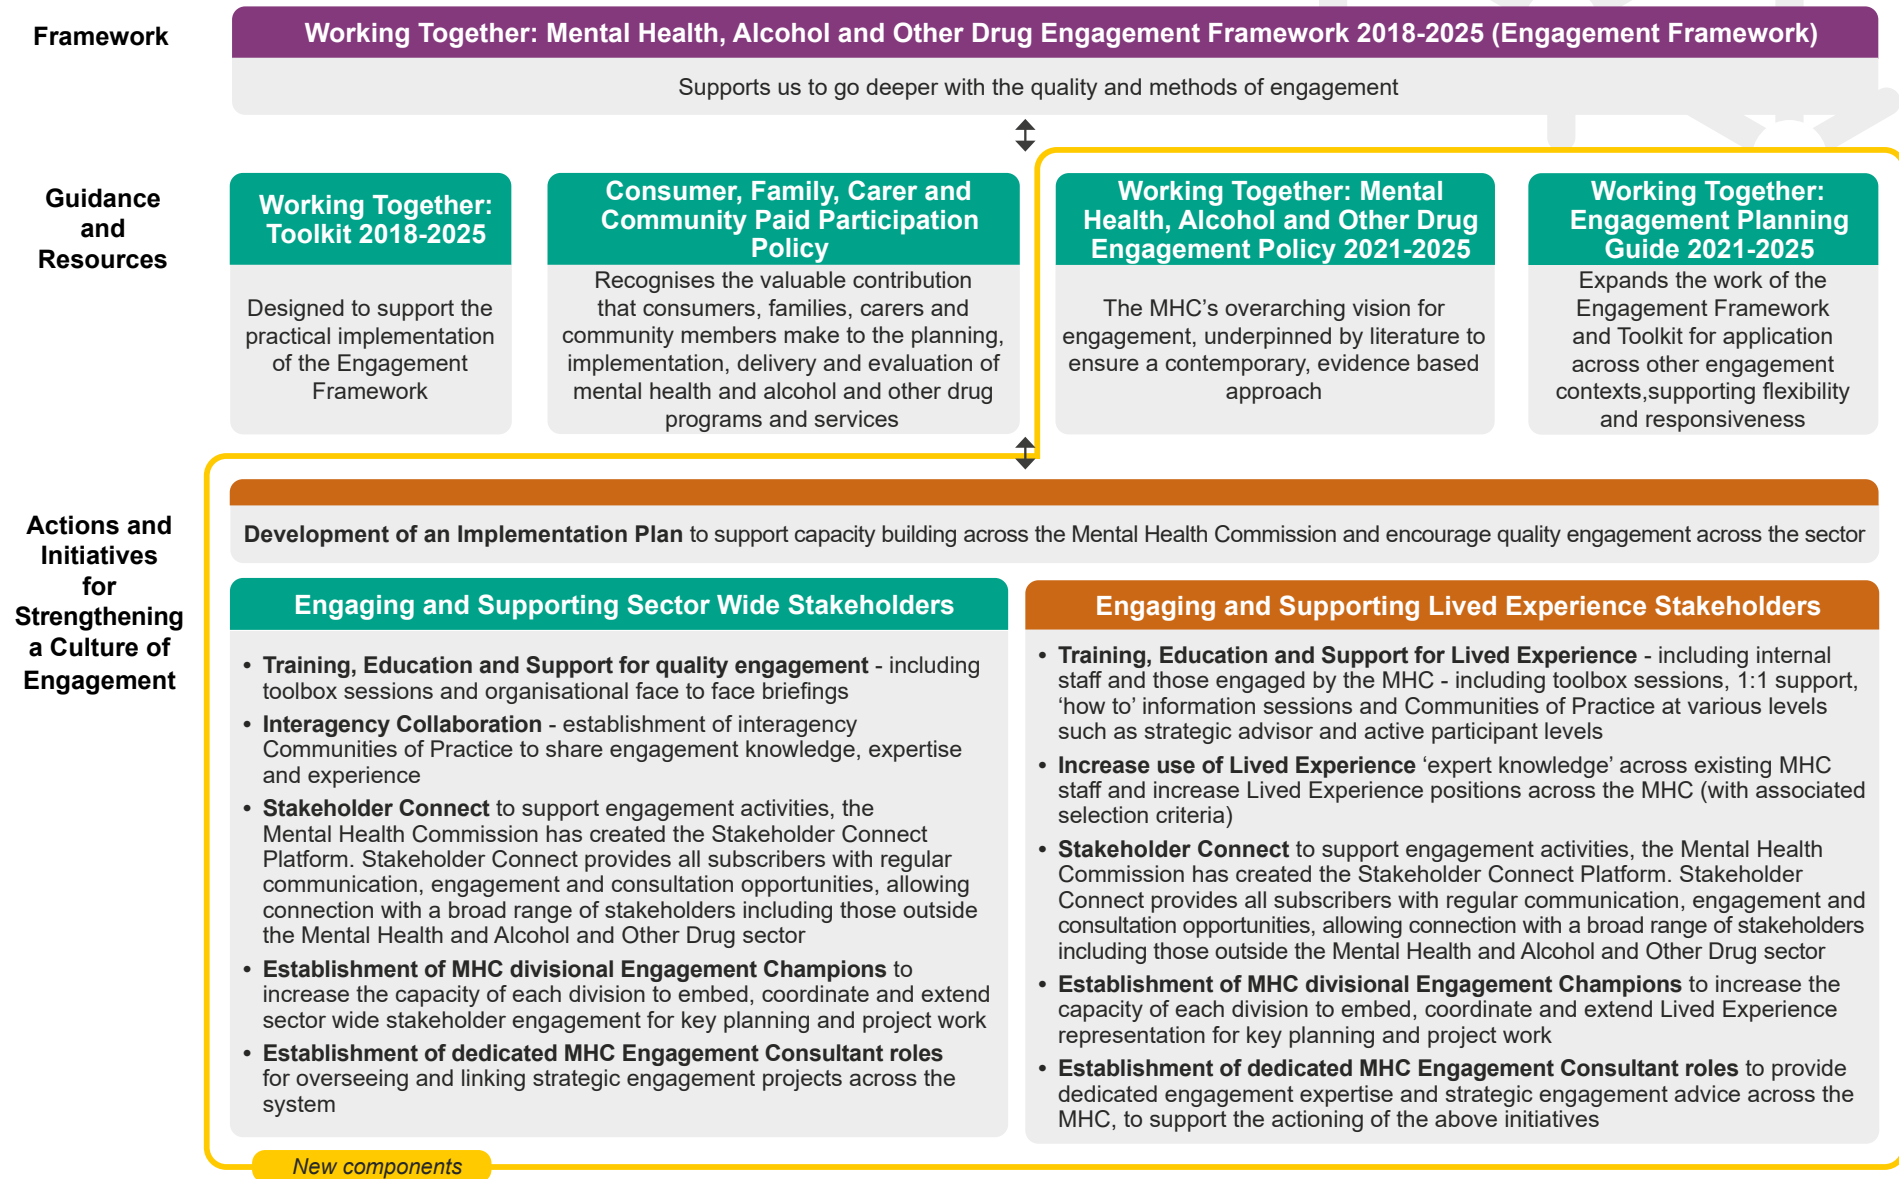 Framework
Working Together: Mental Health, Alcohol and Other Drug Engagement Framework 2018-2025 (Engagement Framework)
Supports us to go deeper with the quality and methods of engagement
Guidance
and
Resources
Working Together:
Toolkit 2018-2025
Designed to support the
practical implementation
of the Engagement
Framework
Consumer, Family, Carer and
Community Paid Participation
Policy
Recognises the valuable contribution
that consumers, families, carers and
community members make to the planning,
implementation, delivery and evaluation of
mental health and alcohol and other drug
programs and services
Working Together: Mental
Health, Alcohol and Other Drug
Engagement Policy 2021-2025
The MHC’s overarching vision for
engagement, underpinned by literature to
ensure a contemporary, evidence based
approach
Working Together:
Engagement Planning
Guide 2021-2025
Expands the work of the
Engagement Framework
and Toolkit for application
across other engagement
contexts,supporting flexibility
and responsiveness
Actions and
Initiatives
for
Strengthening
a Culture of
Engagement
Development of an Implementation Plan to support capacity building across the Mental Health Commission and encourage quality engagement across the sector
Engaging and Supporting Sector Wide Stakeholders
• Training, Education and Support for quality engagement - including
toolbox sessions and organisational face to face briefings
• Interagency Collaboration - establishment of interagency
Communities of Practice to share engagement knowledge, expertise
and experience
• Stakeholder Connect to support engagement activities, the
Mental Health Commission has created the Stakeholder Connect
Platform. Stakeholder Connect provides all subscribers with regular
communication, engagement and consultation opportunities, allowing
connection with a broad range of stakeholders including those outside
the Mental Health and Alcohol and Other Drug sector
• Establishment of MHC divisional Engagement Champions to
increase the capacity of each division to embed, coordinate and extend
sector wide stakeholder engagement for key planning and project work
• Establishment of dedicated MHC Engagement Consultant roles
for overseeing and linking strategic engagement projects across the
system
Engaging and Supporting Lived Experience Stakeholders
• Training, Education and Support for Lived Experience - including internal
staff and those engaged by the MHC - including toolbox sessions, 1:1 support,
‘how to’ information sessions and Communities of Practice at various levels
such as strategic advisor and active participant levels
• Increase use of Lived Experience ‘expert knowledge’ across existing MHC
staff and increase Lived Experience positions across the MHC (with associated
selection criteria)
• Stakeholder Connect to support engagement activities, the Mental Health
Commission has created the Stakeholder Connect Platform. Stakeholder
Connect provides all subscribers with regular communication, engagement and
consultation opportunities, allowing connection with a broad range of stakeholders
including those outside the Mental Health and Alcohol and Other Drug sector
• Establishment of MHC divisional Engagement Champions to increase the
capacity of each division to embed, coordinate and extend Lived Experience
representation for key planning and project work
• Establishment of dedicated MHC Engagement Consultant roles to provide
dedicated engagement expertise and strategic engagement advice across the
MHC, to support the actioning of the above initiatives
New components